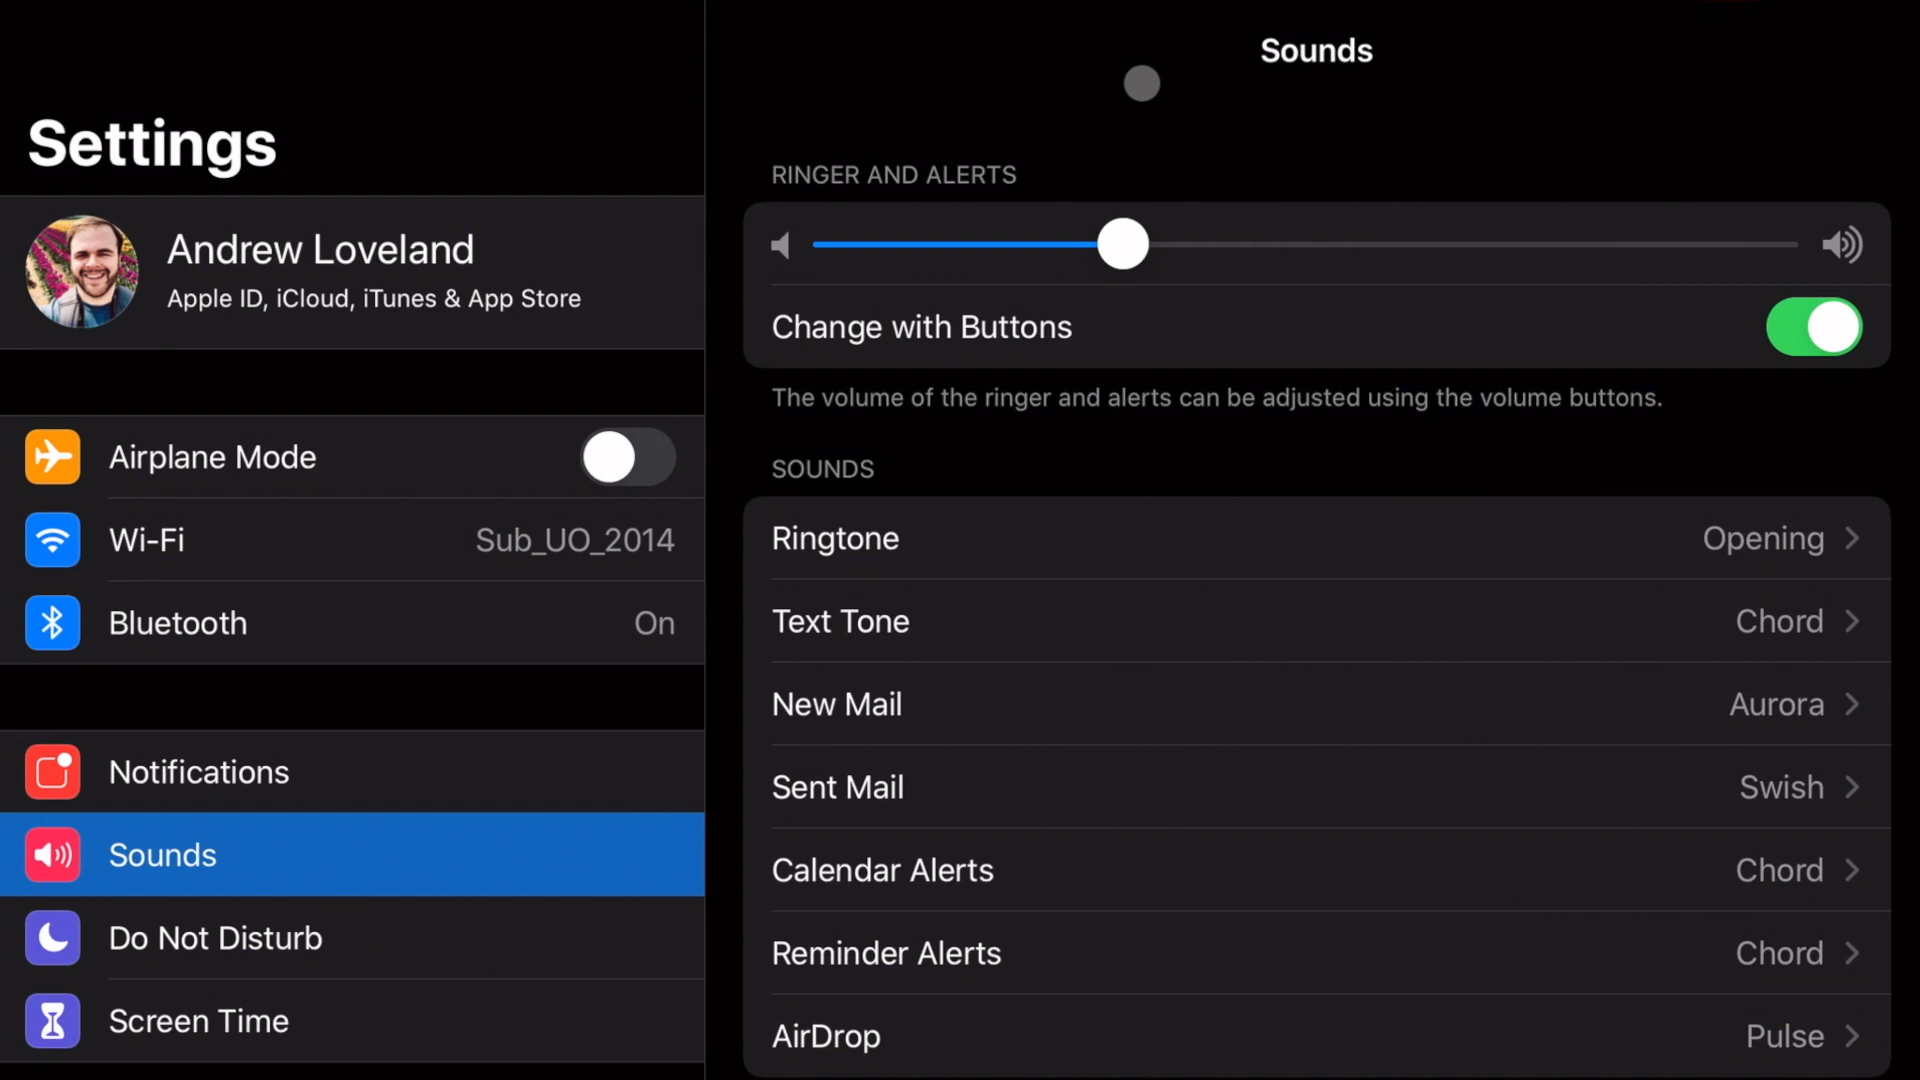 Settings
Andrew Loveland
Apple ID, iCloud, iTunes & App Store
Airplane Mode
Wi-Fi Sub_UO_2014
Bluetooth On
Notifications
Sounds
Do Not Disturb
Screen Time
Sounds
RINGER AND ALERTS
Change with Buttons
The volume of the ringer and alerts can be adjusted using the volume buttons.
SOUNDS
Ringtone Opening
Text Tone Chord
New Mail Aurora
Sent Mail Swish
Calendar Alerts Chord
Reminder Alerts Chord
AirDrop Pulse